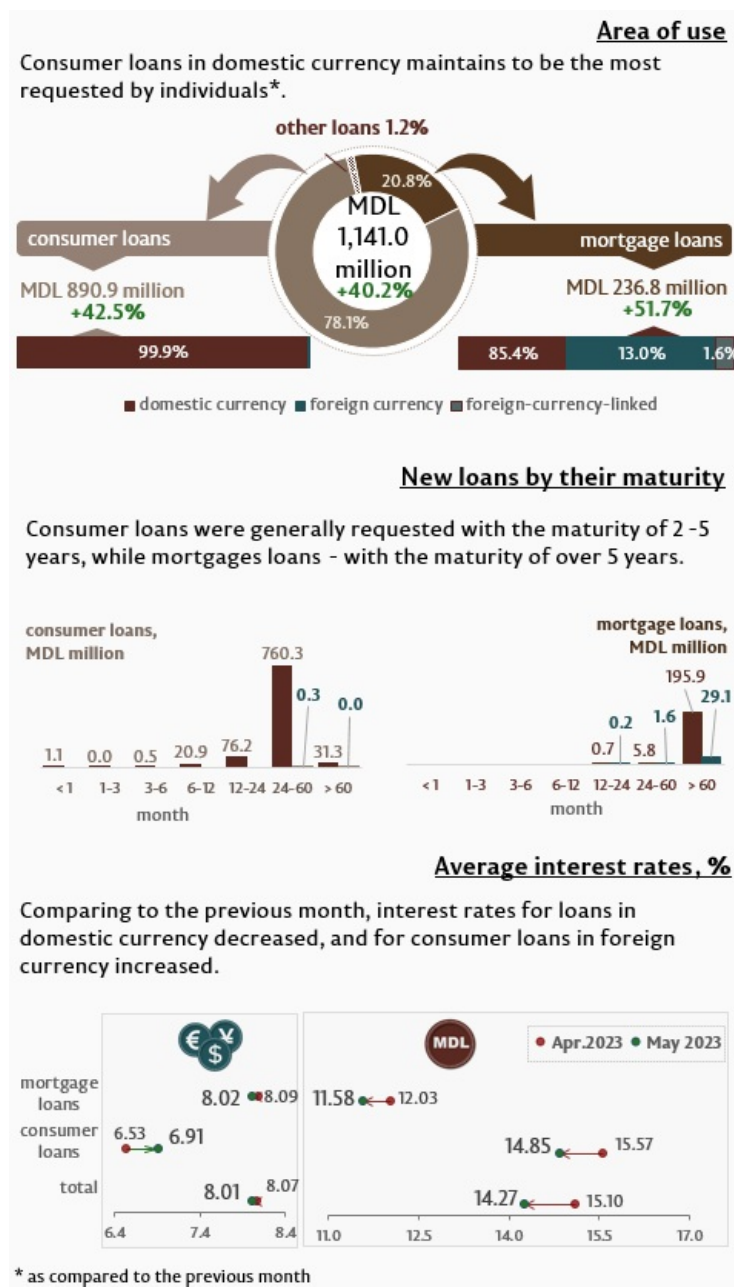 Area of use
Consumer loans in domestic currency maintains to be the most
requested by individuals*.
other loans 1.2%
20.8%
MDL
1,141.0
million
+40.2%
78.1%
consumer loans
MDL 890.9 million
+42.5%
99.9%
mortgage loans
MDL 236.8 million
+51.7%
85.4% 13.0% 1.6%
domestic currency foreign currency foreign-currency-linked
New loans by their maturity
Consumer loans were generally requested with the maturity of 2 -5
years, while mortgages loans - with the maturity of over 5 years.
consumer loans,
MDL million
1.1 0.0 0.5 20.9 76.2 760.3 0.3 31.3 0.0
<1 1-3 3-6 6-12 12-24 24-60 >60
month
mortgage loans,
MDL million
0.7 0.2 5.8 1.6 195.9 29.1
<1 1-3 3-6 6-12 12-24 24-60 >60
month
Average interest rates, %
Comparing to the previous month, interest rates for loans in
domestic currency decreased, and for consumer loans in foreign
currency increased.
€ ¥ $
MDL
Apr.2023 May 2023
mortgage
loans
8.02 8.09 11.58 12.03
consumer
loans
6.53 6.91 14.85 15.57
total
8.01 8.07 14.27 15.10
6.4 7.4 8.4 11.0 12.5 14.0 15.5 17.0
* as compared to the previous month